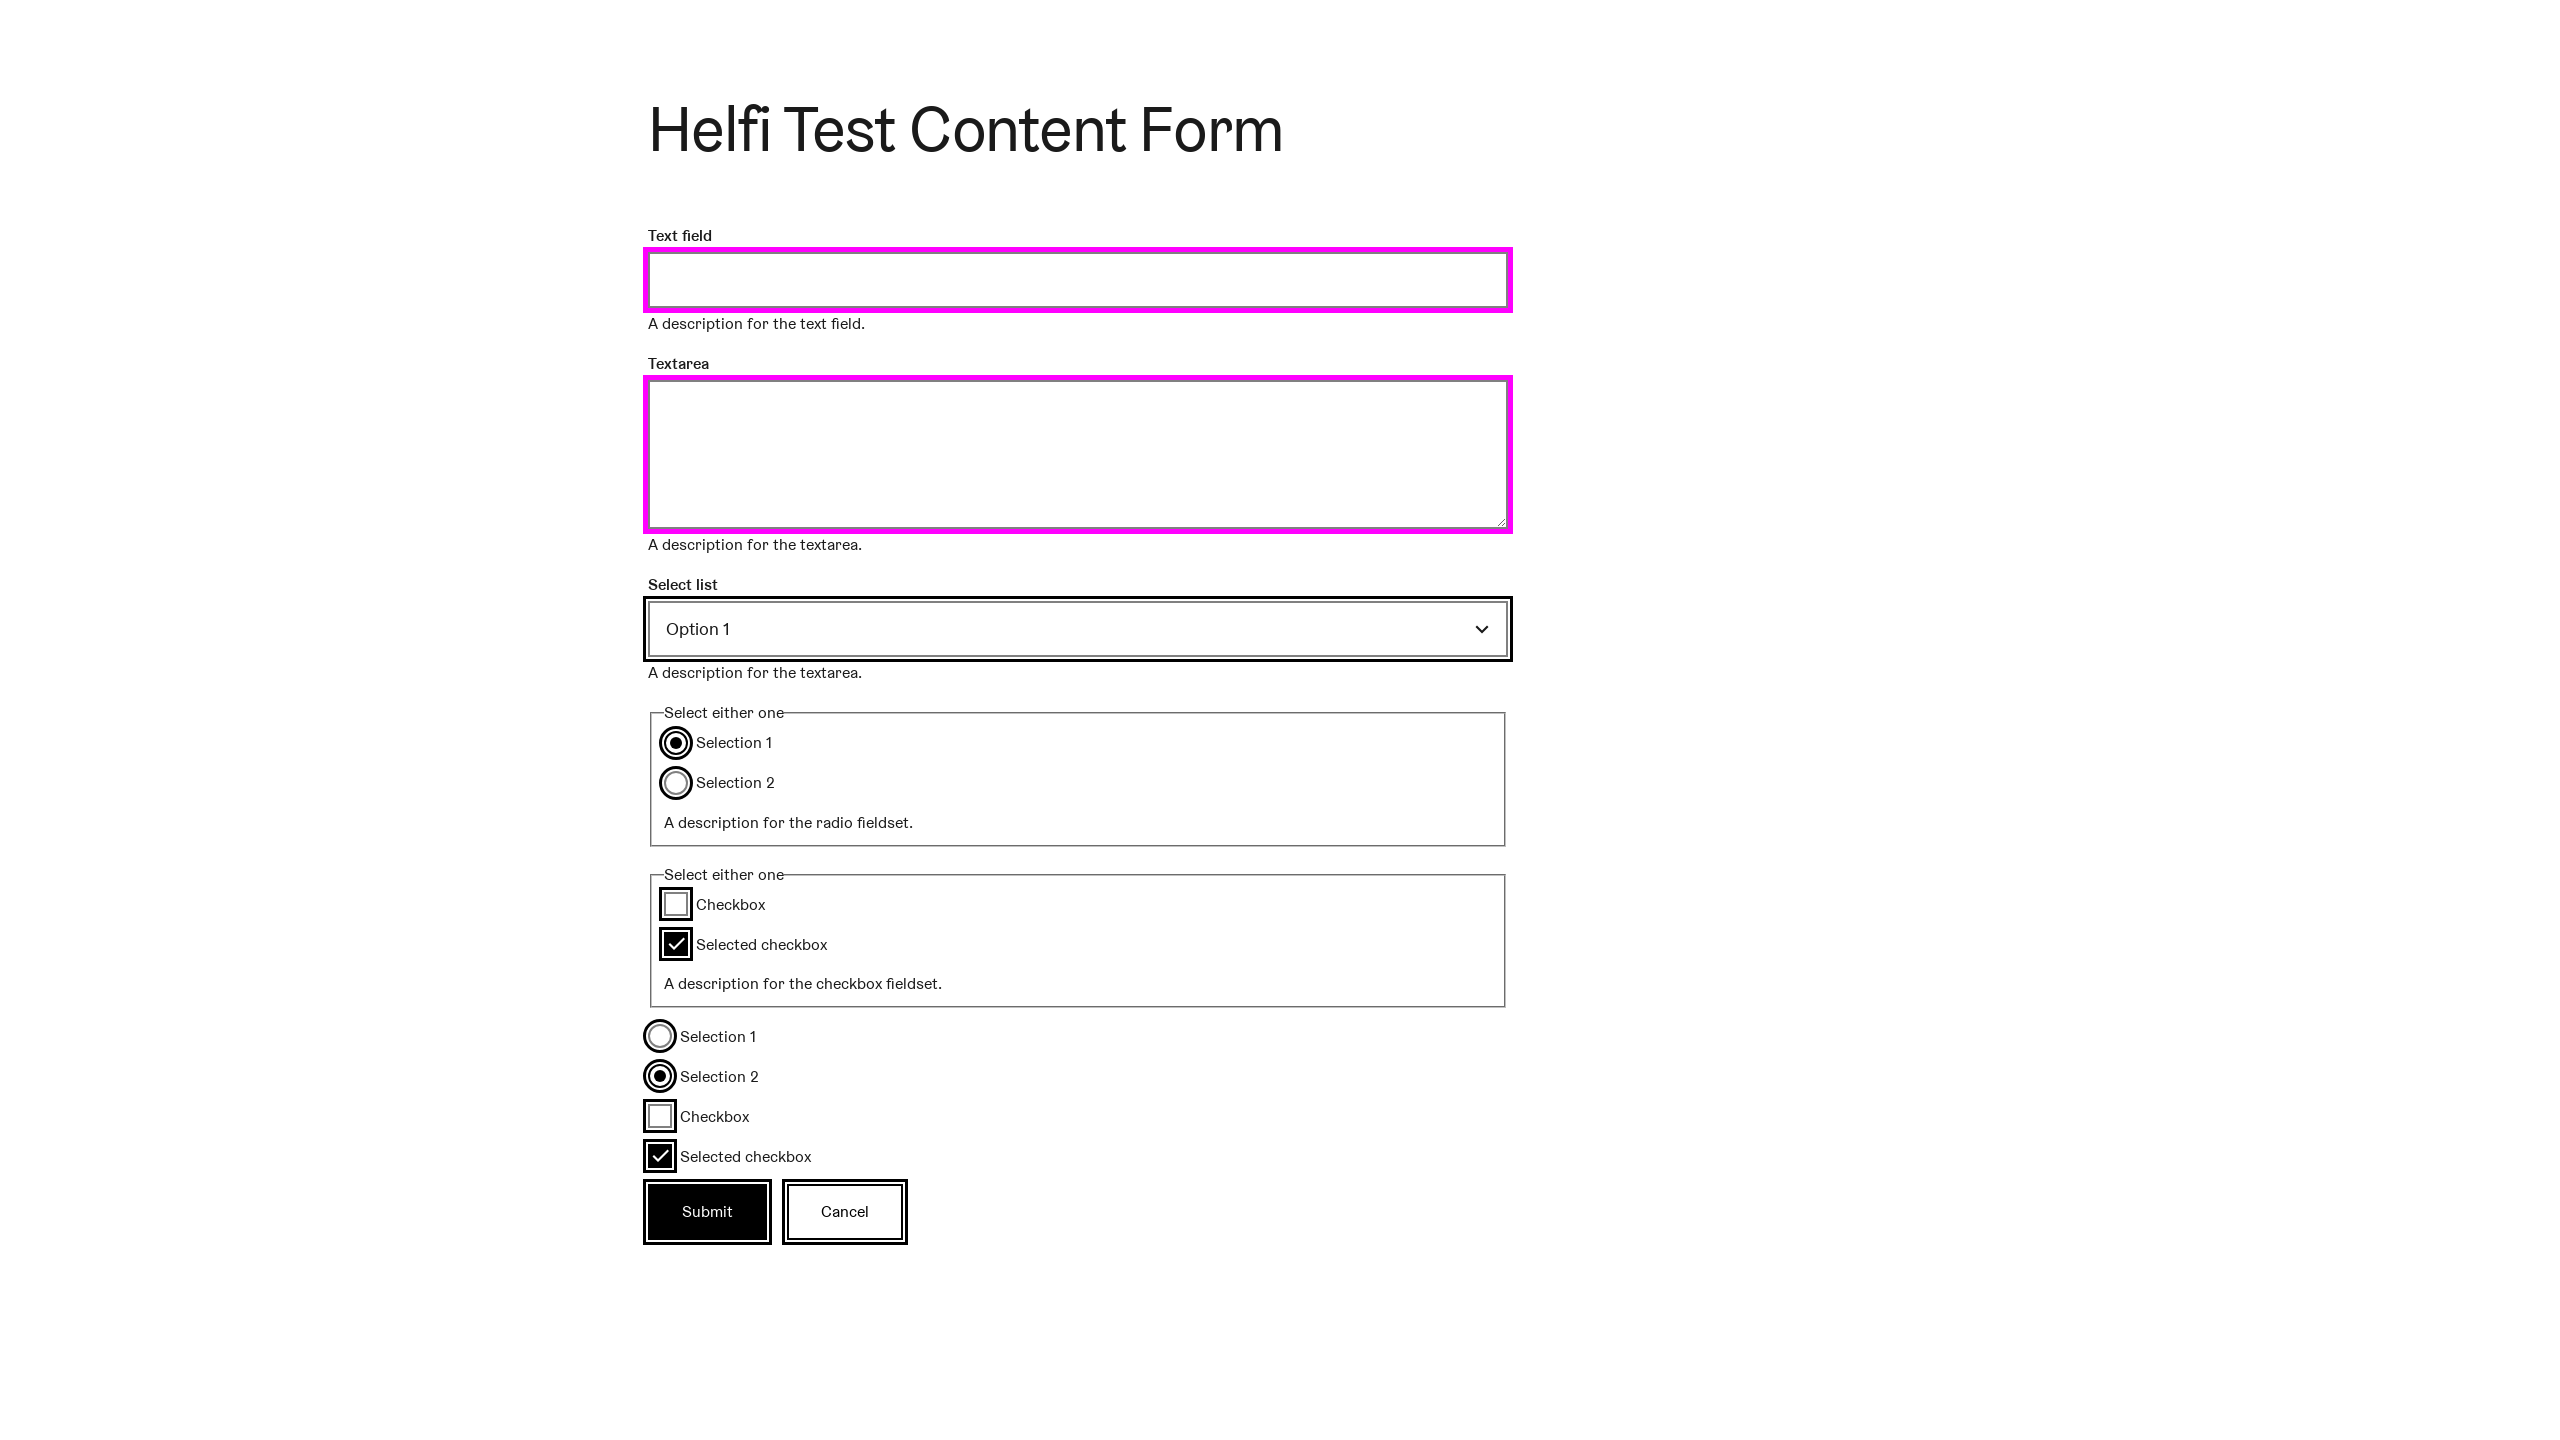 Helfi Test Content Form
Text field
A description for the text field.
Textarea
A description for the textarea.
Select list
Option 1
A description for the textarea.
Select either one
Selection 1
Selection 2
A description for the radio fieldset.
Select either one
Checkbox
Selected checkbox
A description for the checkbox fieldset.
Selection 1
Selection 2
Checkbox
Selected checkbox
Submit Cancel